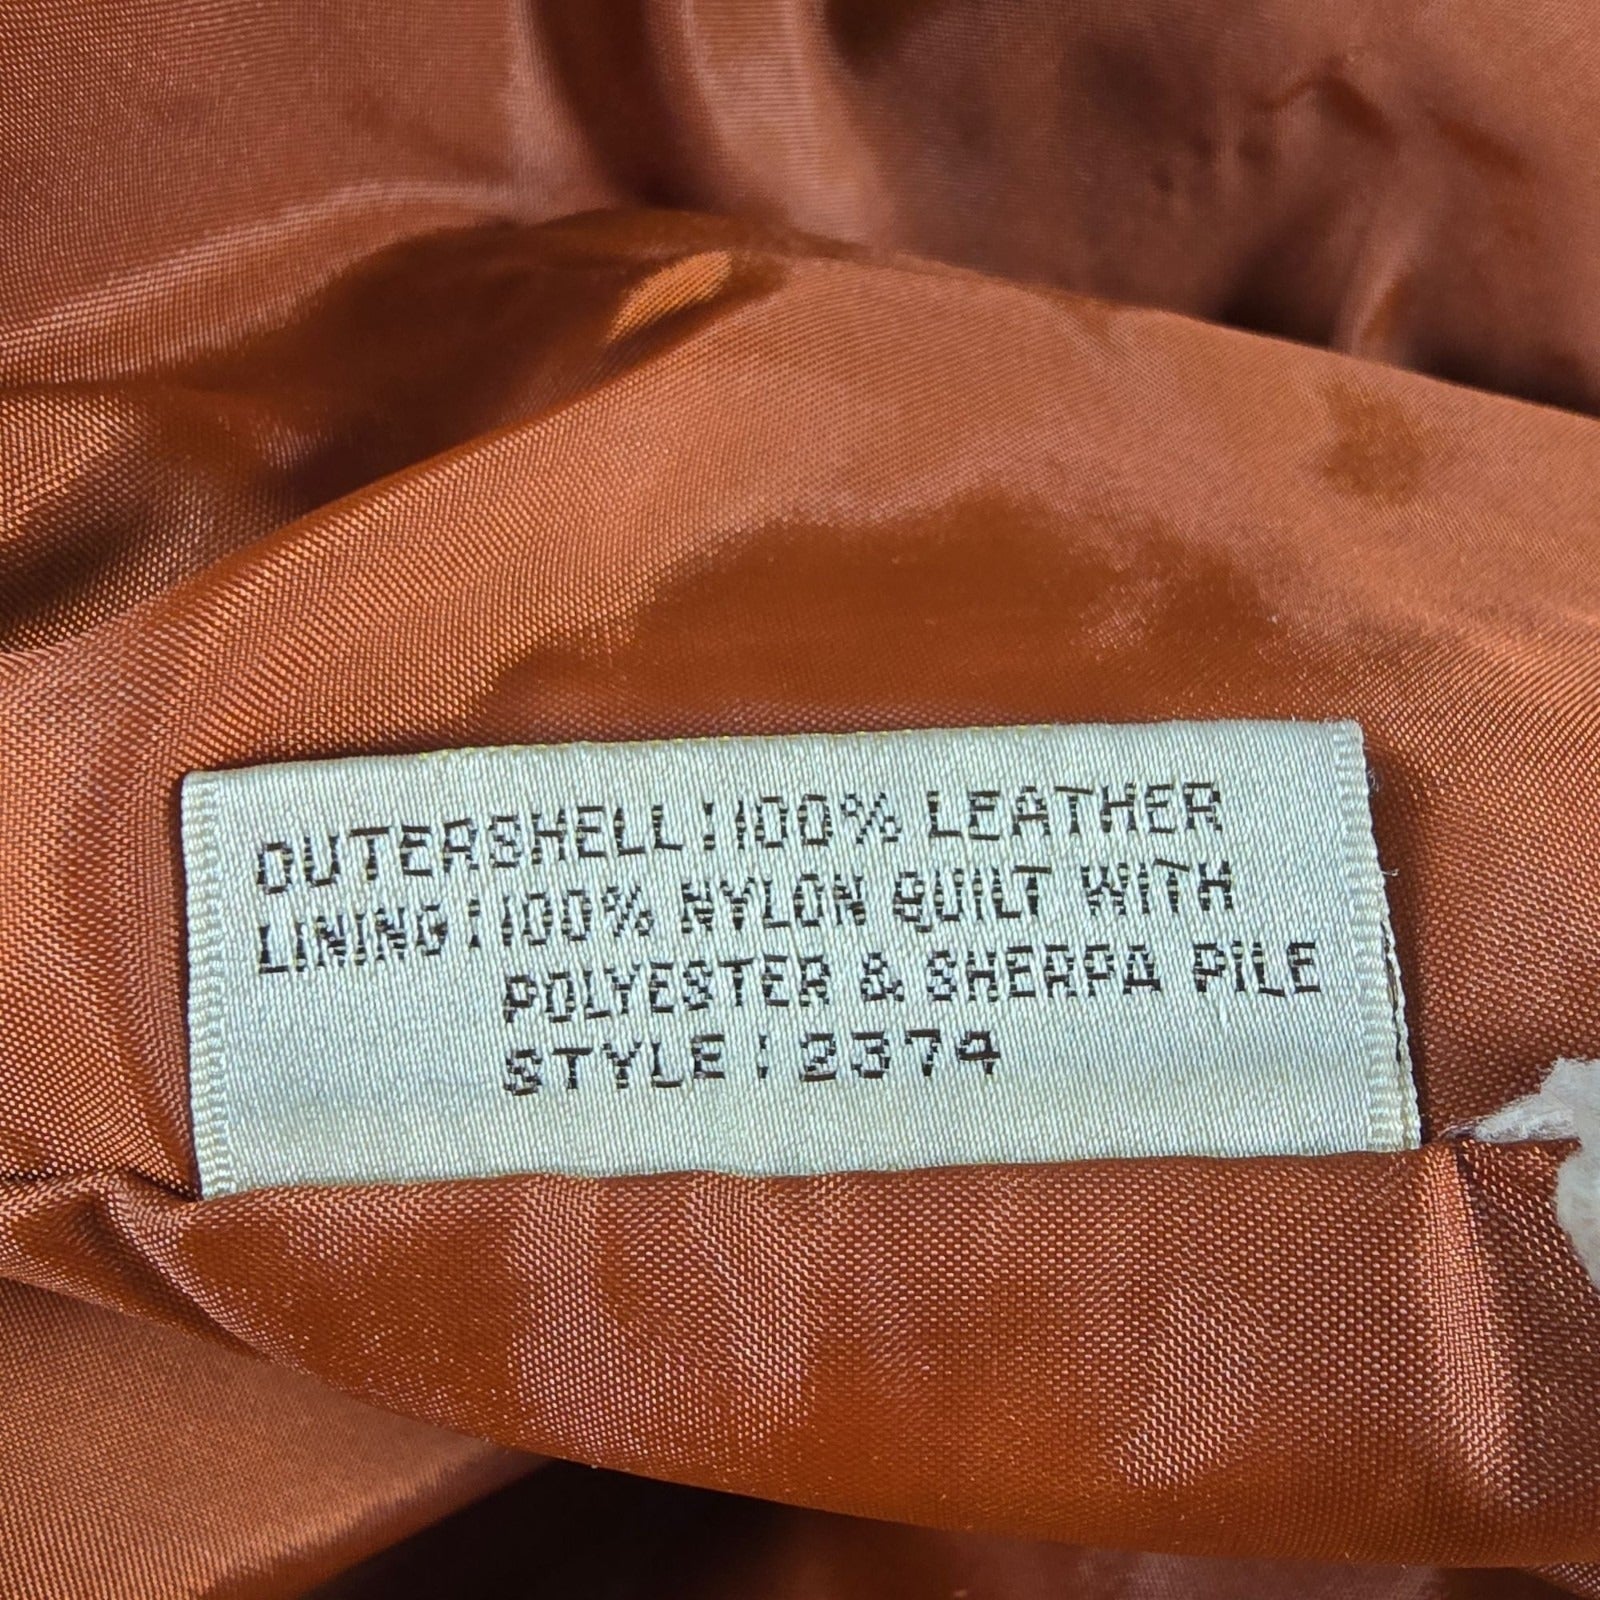 OUTERSHELL:100% LEATHER
LINING:100% NYLON QUILT WITH
POLYESTER & SHERPA PILE
STYLE:2374